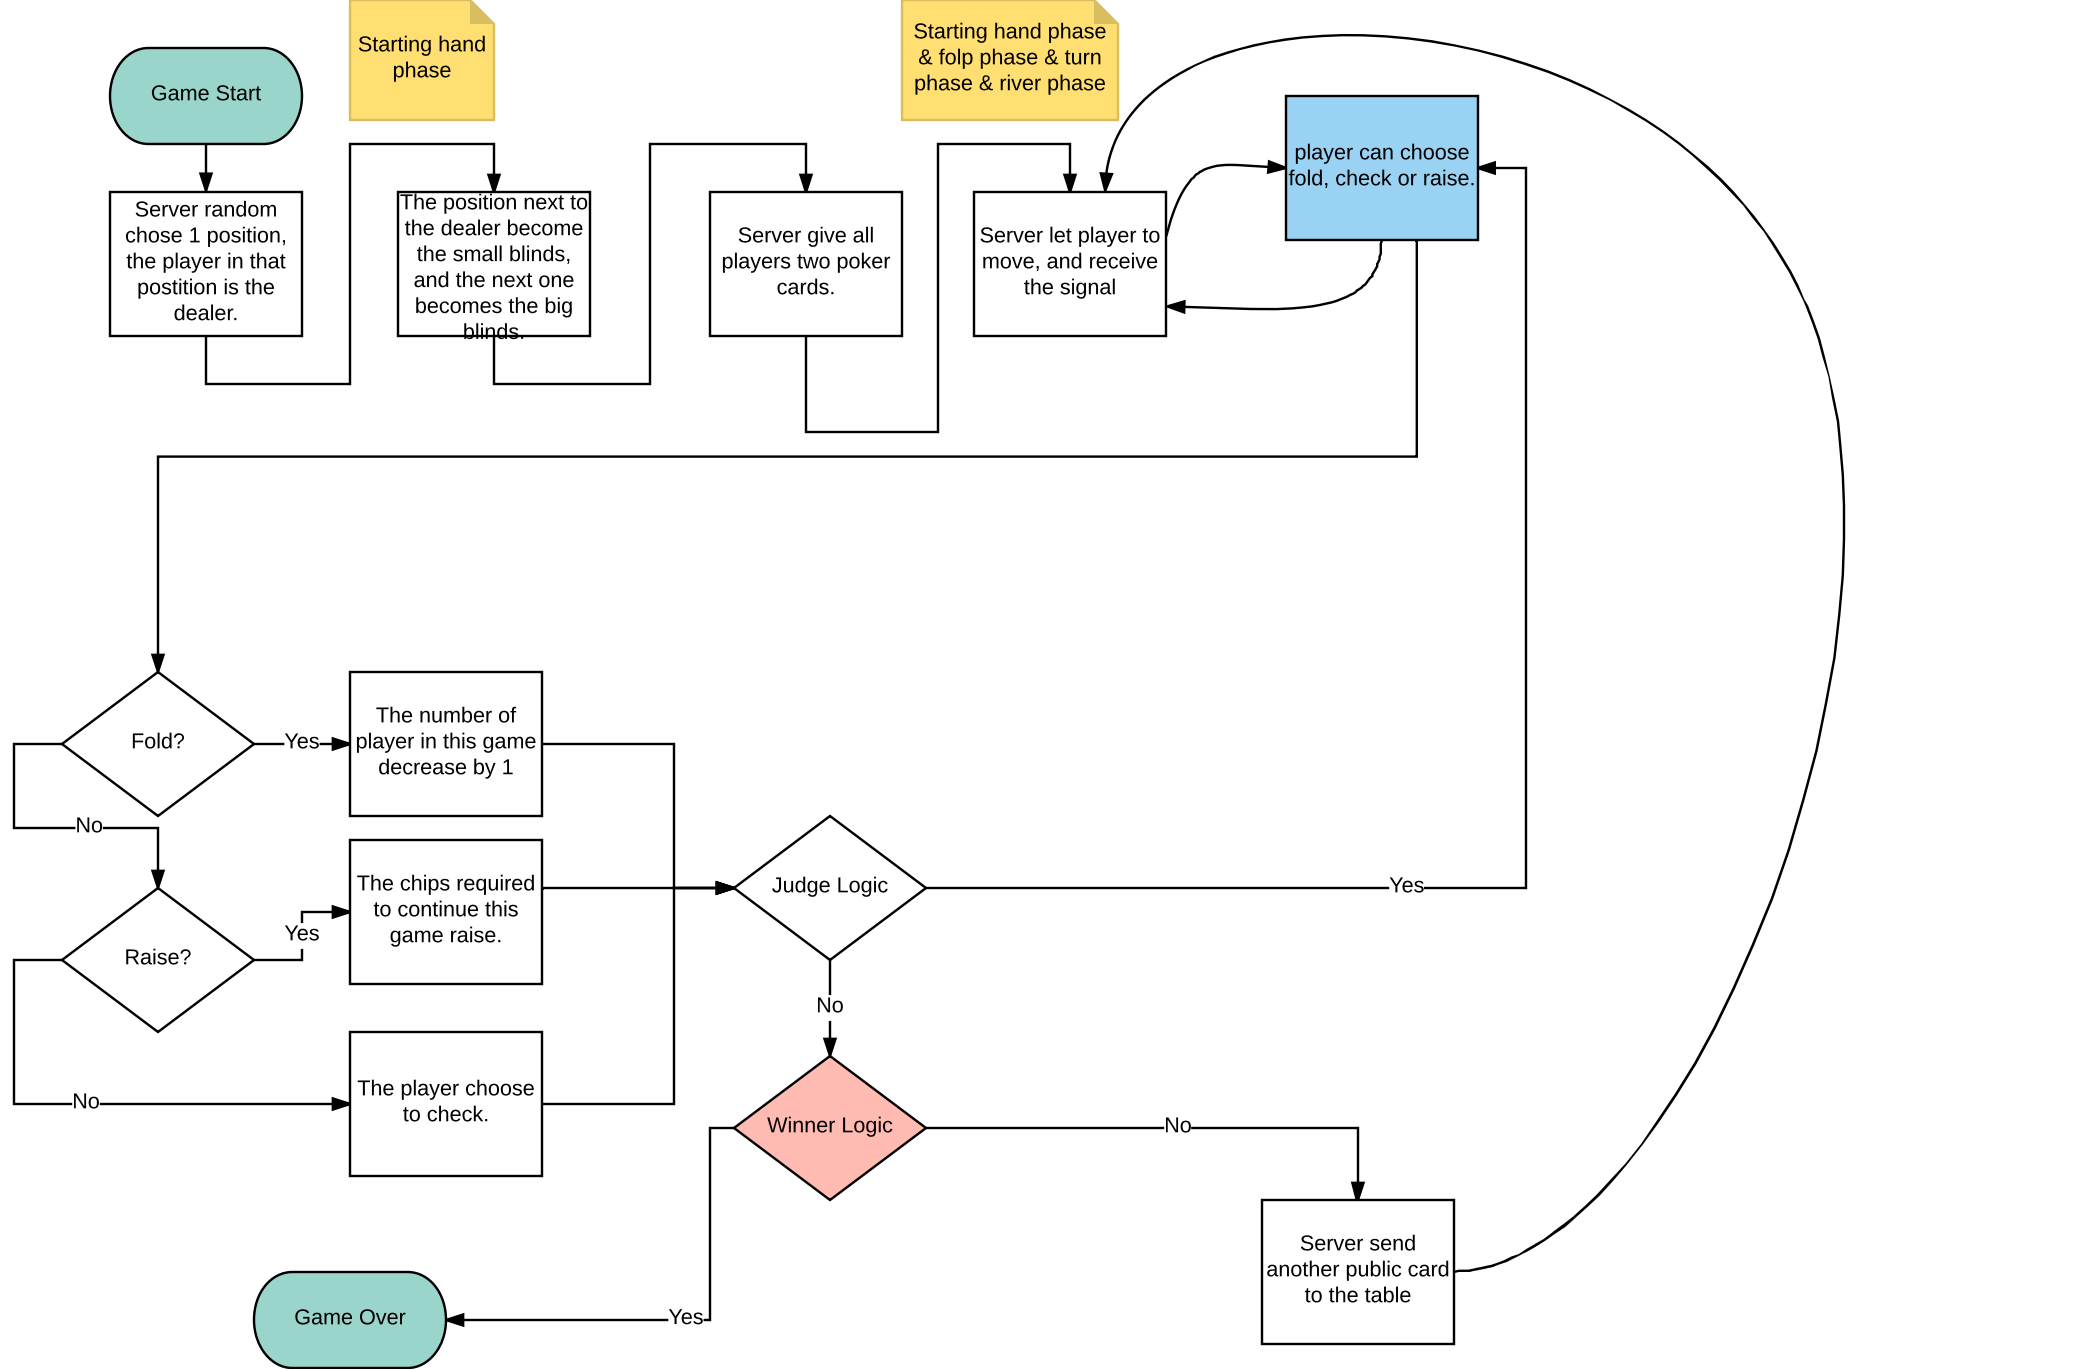 Starting hand
phase
Starting hand phase
& folp phase & turn
phase & river phase
Game Start
player can choose
fold, check or raise.
Server random
chose 1 position,
the player in that
postition is the
dealer.
The position next to
the dealer become
the small blinds,
and the next one
becomes the big
blinds.
Server give all
players two poker
cards.
Server let player to
move, and receive
the signal
Fold?
Yes
The number of
player in this game
decrease by 1
No
Raise?
Yes
The chips required
to continue this
game raise.
Judge Logic
Yes
No
No
The player choose
to check.
Winner Logic
No
Yes
Server send
another public card
to the table
Game Over